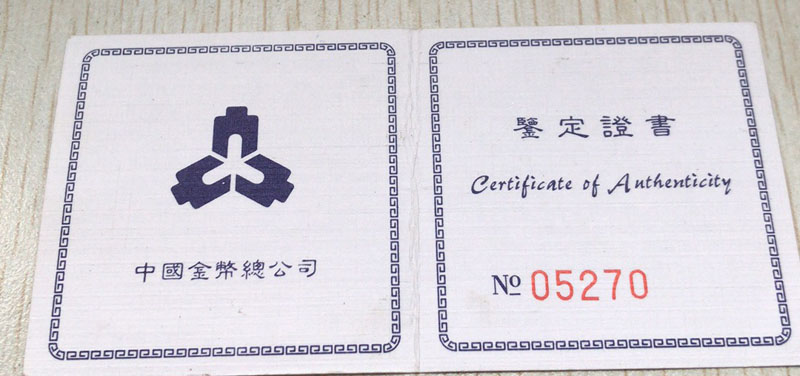 中國金幣總公司
鑒定證書
Certificate of Authenticity
№ 05270